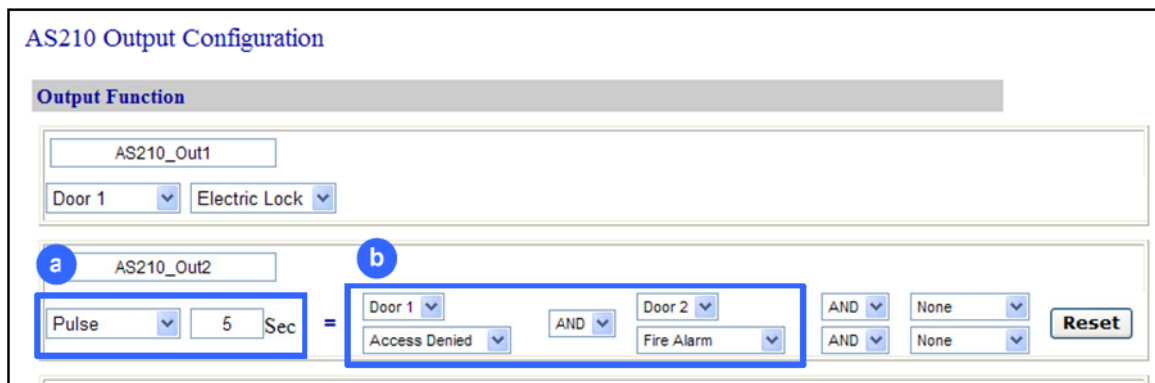 AS210 Output Configuration
Output Function
AS210_Out1
Door 1 Electric Lock
a AS210_Out2 b
Pulse 5 Sec = Door 1 AND Door 2 AND None Reset
Access Denied Fire Alarm AND None